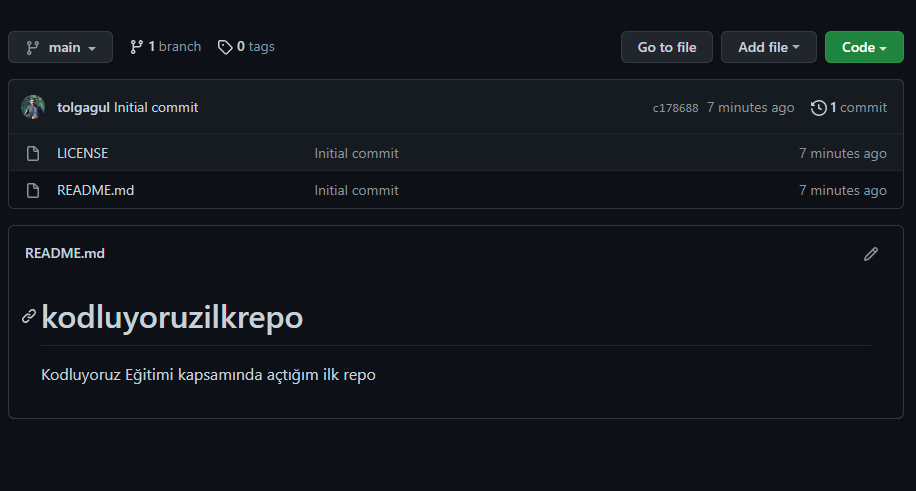 main 1 branch 0 tags Go to file Add file Code
tolgagul Initial commit c178688 7 minutes ago 1 commit
LICENSE Initial commit 7 minutes ago
README.md Initial commit 7 minutes ago
README.md
kodluyoruzilkrepo
Kodluyoruz Eğitimi kapsamında açtığım ilk repo